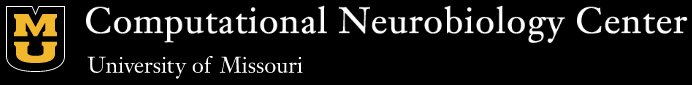 MU
Computational Neurobiology Center
University of Missouri